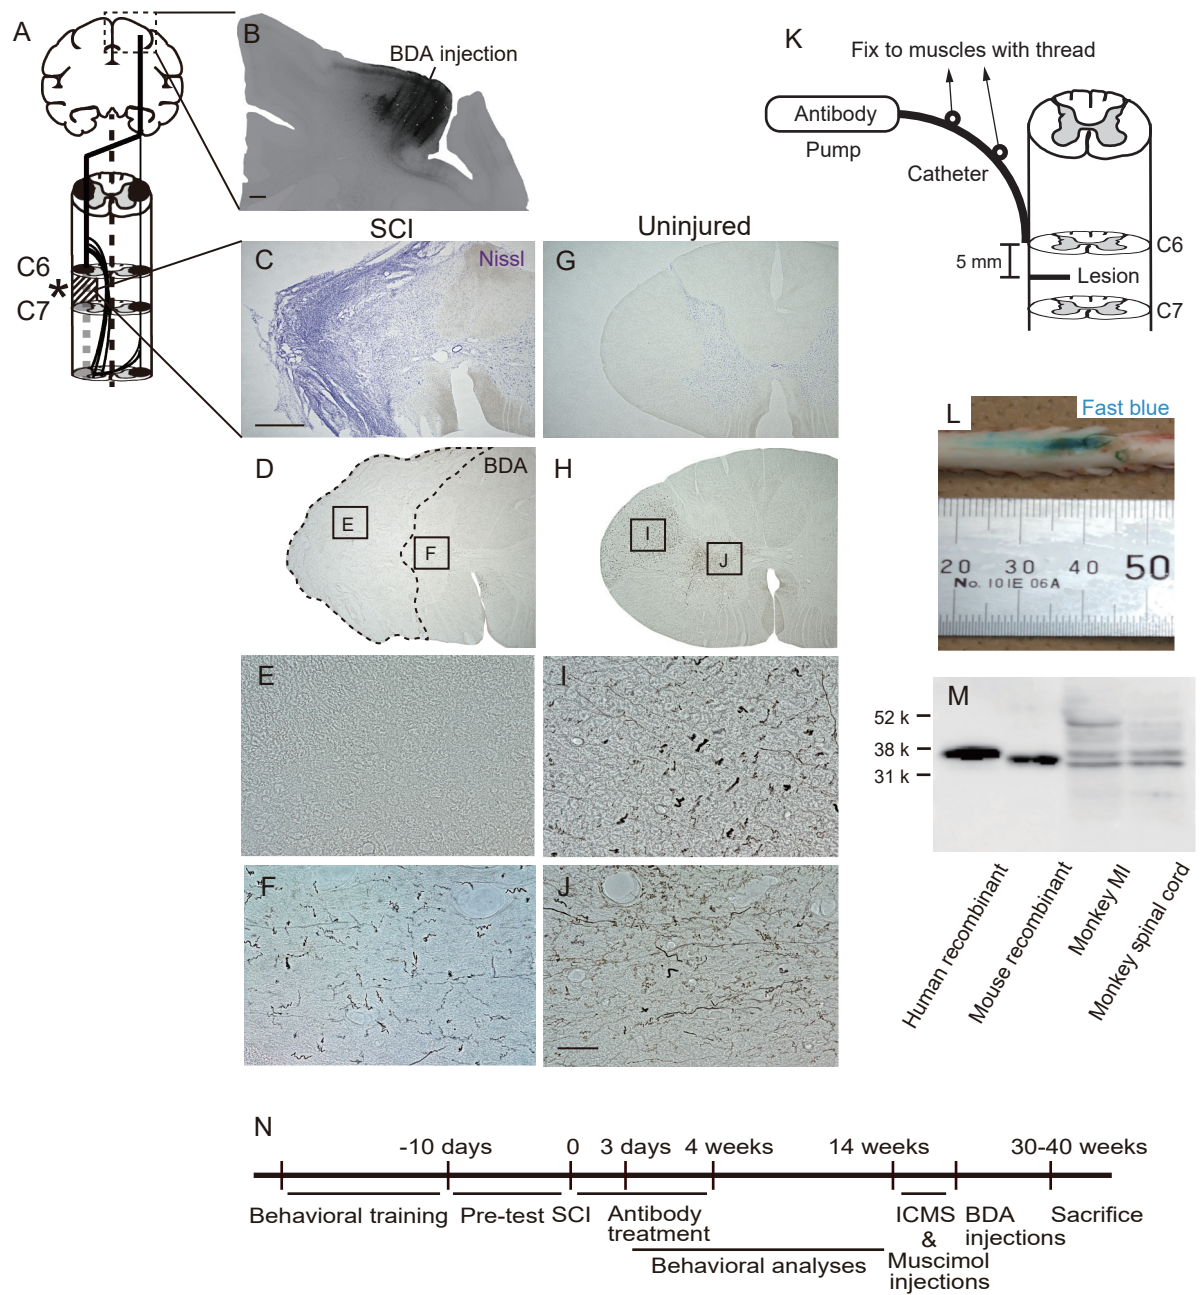 A
B
BDA injection
C6
*
C7
SCI
Uninjured
C
Nissl
G
D
BDA
E
F
H
I
J
E
I
F
J
K
Fix to muscles with thread
Antibody
Pump
Catheter
C6
5 mm
Lesion
C7
L
Fast blue
20 30 40 50
No. 101E 06A
M
52 k
38 k
31 k
Human recombinant
Mouse recombinant
Monkey MI
Monkey spinal cord
N
-10 days 0 3 days 4 weeks 14 weeks 30-40 weeks
Behavioral training Pre-test SCI
Antibody
treatment
Behavioral analyses
ICMS
&
Muscimol
injections
BDA
injections
Sacrifice